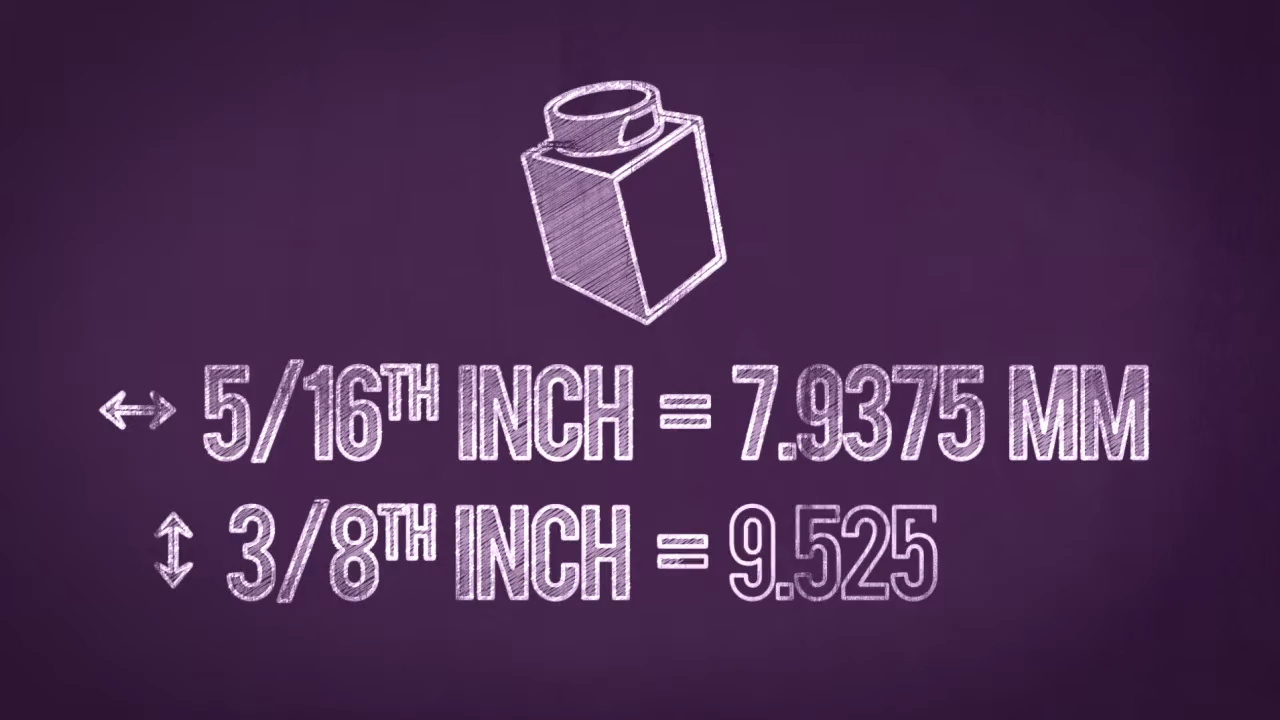 5/16TH INCH = 7.9375 MM
3/8TH INCH = 9.525